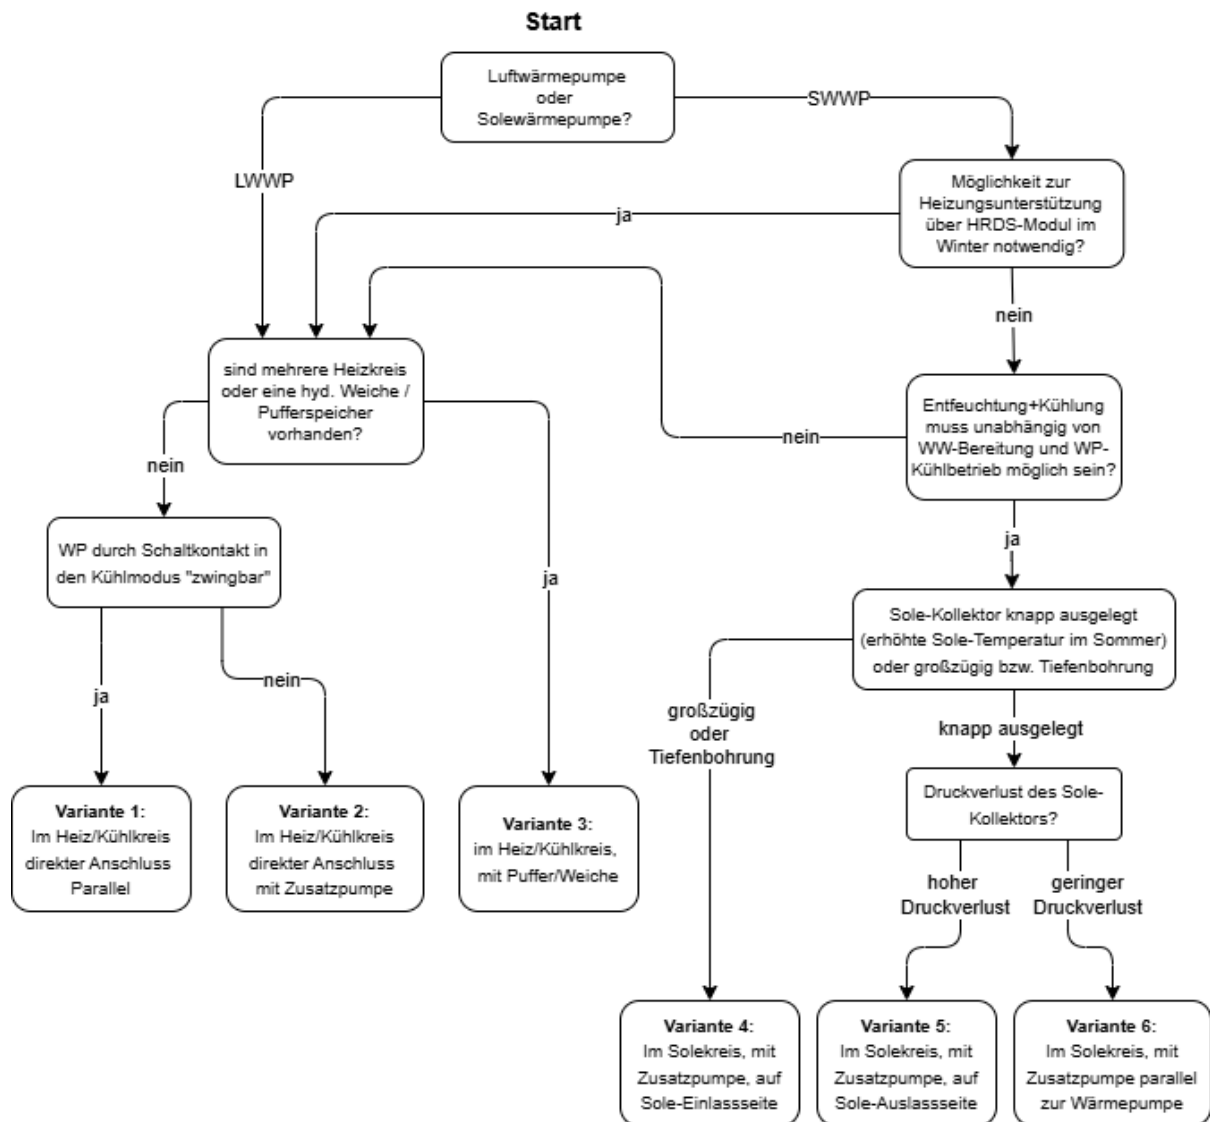 Start
Luftwärmepumpe
oder
Solewärmepumpe?
SWWP
LWWP
Möglichkeit zur
Heizungsunterstützung
über HRDS-Modul im
Winter notwendig?
ja
nein
sind mehrere Heizkreis
oder eine hyd. Weiche /
Pufferspeicher
vorhanden?
Entfeuchtung+Kühlung
muss unabhängig von
WW-Bereitung und WP-
Kühlbetrieb möglich sein?
nein
nein
ja
WP durch Schaltkontakt in
den Kühlmodus "zwingbar"
ja
Sole-Kollektor knapp ausgelegt
(erhöhte Sole-Temperatur im Sommer)
oder großzügig bzw. Tiefenbohrung
ja
nein
großzügig
oder
Tiefenbohrung
knapp ausgelegt
Druckverlust des Sole-
Kollektors?
Variante 1:
Im Heiz/Kühlkreis
direkter Anschluss
Parallel
Variante 2:
Im Heiz/Kühlkreis
direkter Anschluss
mit Zusatzpumpe
Variante 3:
im Heiz/Kühlkreis,
mit Puffer/Weiche
hoher
Druckverlust
geringer
Druckverlust
Variante 4:
Im Solekreis, mit
Zusatzpumpe, auf
Sole-Einlassseite
Variante 5:
Im Solekreis, mit
Zusatzpumpe, auf
Sole-Auslassseite
Variante 6:
Im Solekreis, mit
Zusatzpumpe parallel
zur Wärmepumpe